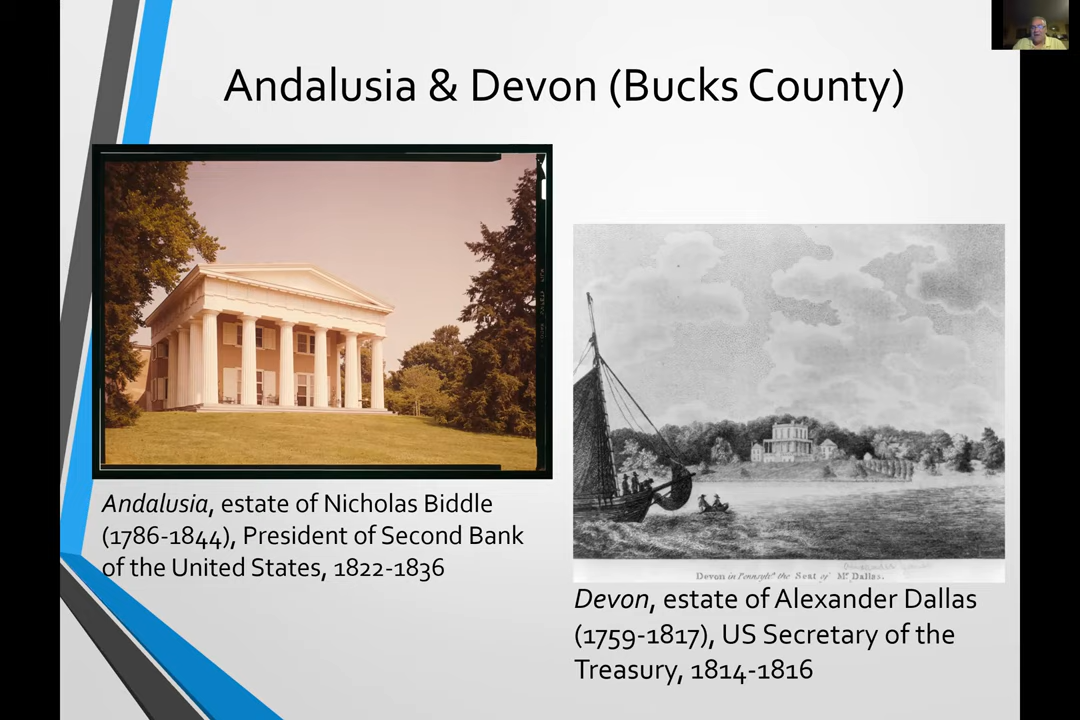 Andalusia & Devon (Bucks County)
Andalusia, estate of Nicholas Biddle
(1786-1844), President of Second Bank
of the United States, 1822-1836
Devon in Pennsylvᵃ the Seat of Mʳ Dallas.
Devon, estate of Alexander Dallas
(1759-1817), US Secretary of the
Treasury, 1814-1816